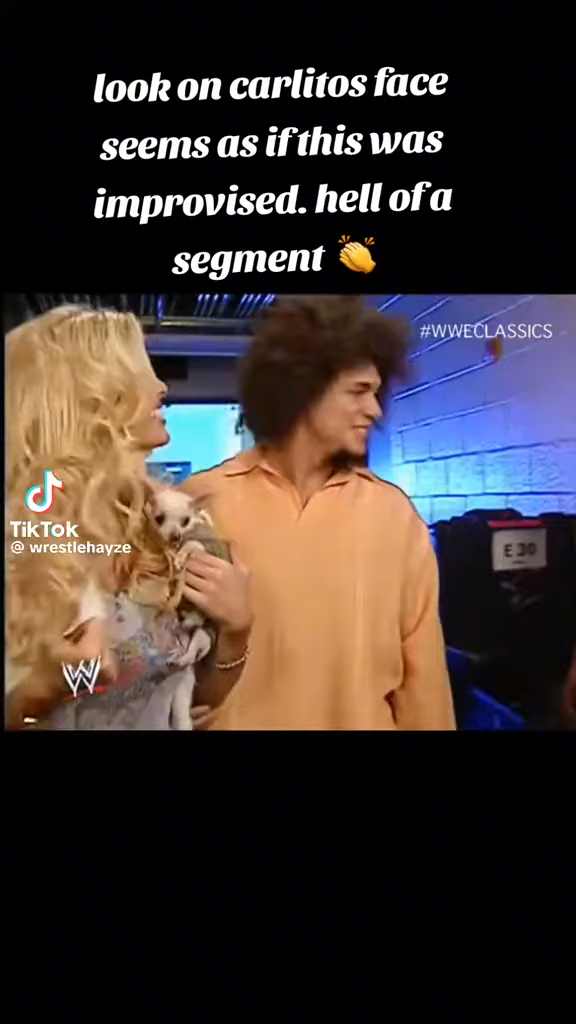 look on carlitos face
seems as if this was
improvised. hell of a
segment 👏
#WWECLASSICS
TikTok
@ wrestlehayze
E 30
W